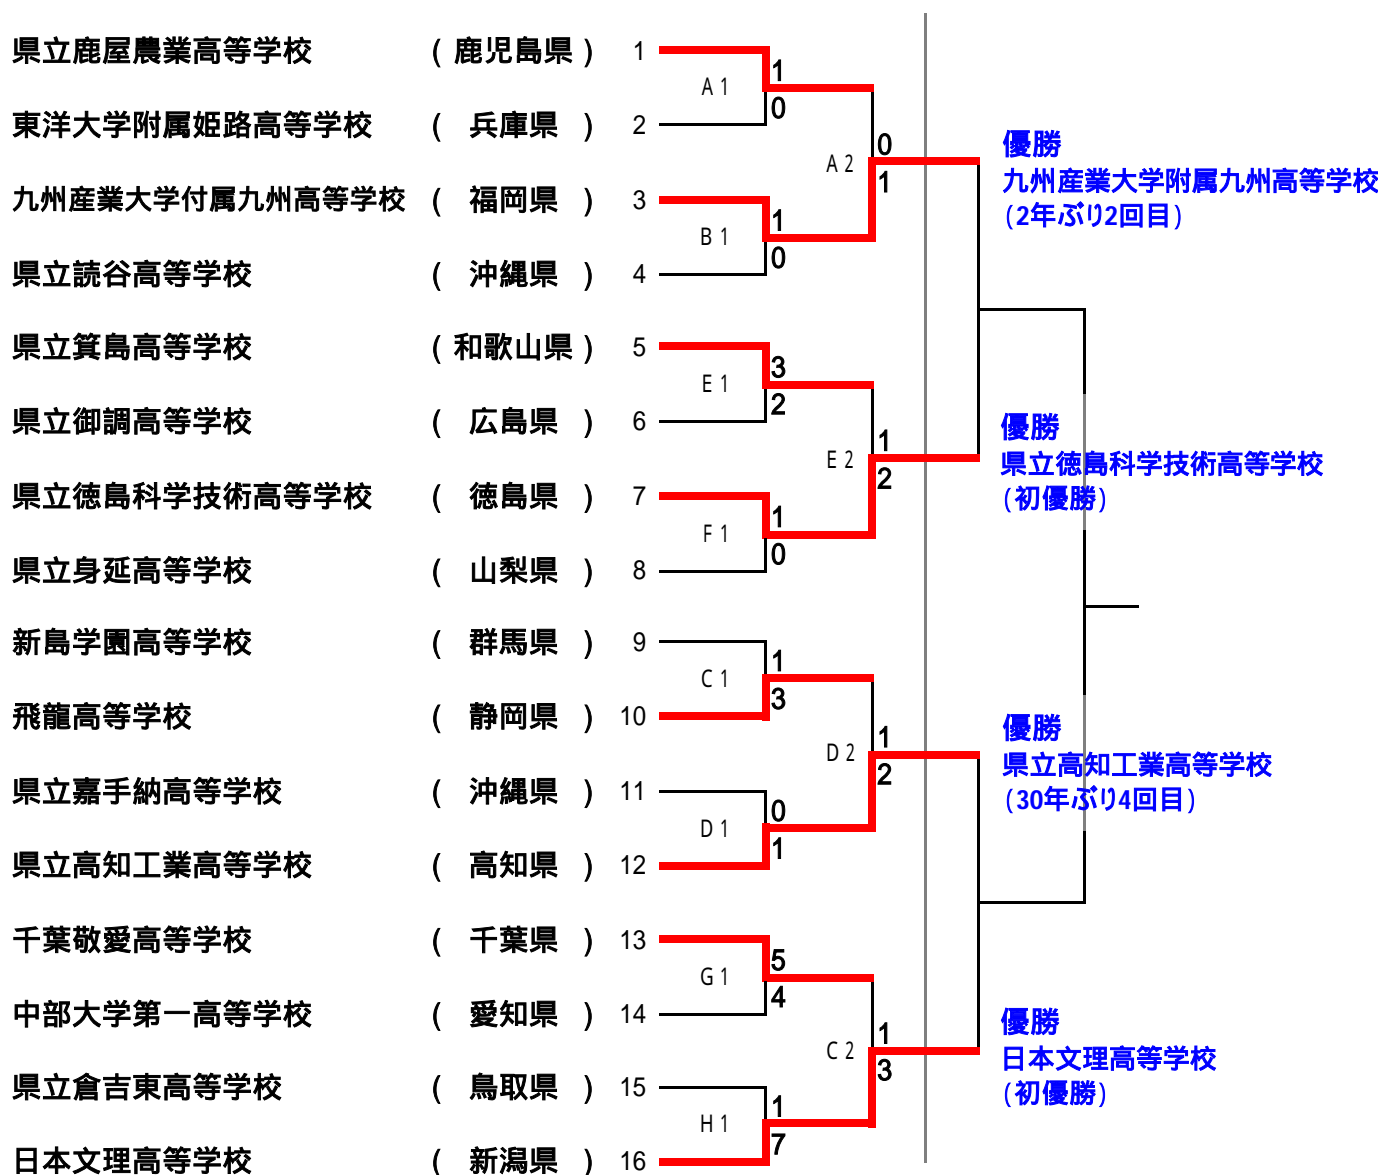 県立鹿屋農業高等学校 ( 鹿児島県 ) 1
A 1
1
0
東洋大学附属姫路高等学校 ( 兵庫県 ) 2
A 2
0
1
優勝
九州産業大学附属九州高等学校
(2年ぶり2回目)
九州産業大学付属九州高等学校 ( 福岡県 ) 3
B 1
1
0
県立読谷高等学校 ( 沖縄県 ) 4
県立箕島高等学校 ( 和歌山県 ) 5
E 1
3
2
県立御調高等学校 ( 広島県 ) 6
E 2
1
2
優勝
県立徳島科学技術高等学校
(初優勝)
県立徳島科学技術高等学校 ( 徳島県 ) 7
F 1
1
0
県立身延高等学校 ( 山梨県 ) 8
新島学園高等学校 ( 群馬県 ) 9
C 1
1
3
飛龍高等学校 ( 静岡県 ) 10
D 2
1
2
優勝
県立高知工業高等学校
(30年ぶり4回目)
県立嘉手納高等学校 ( 沖縄県 ) 11
D 1
0
1
県立高知工業高等学校 ( 高知県 ) 12
千葉敬愛高等学校 ( 千葉県 ) 13
G 1
5
4
中部大学第一高等学校 ( 愛知県 ) 14
C 2
1
3
優勝
日本文理高等学校
(初優勝)
県立倉吉東高等学校 ( 鳥取県 ) 15
H 1
1
7
日本文理高等学校 ( 新潟県 ) 16